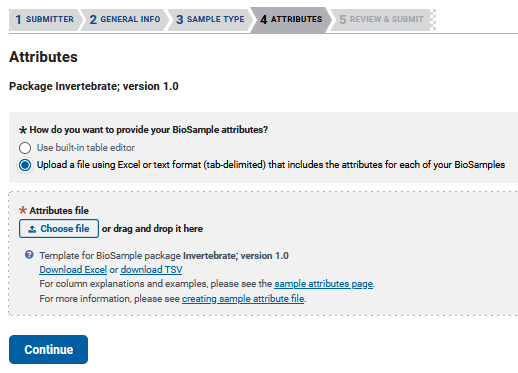 1 SUBMITTER 2 GENERAL INFO 3 SAMPLE TYPE 4 ATTRIBUTES 5 REVIEW & SUBMIT
Attributes
Package Invertebrate; version 1.0
* How do you want to provide your BioSample attributes?
Use built-in table editor
Upload a file using Excel or text format (tab-delimited) that includes the attributes for each of your BioSamples
* Attributes file
Choose file or drag and drop it here
? Template for BioSample package Invertebrate; version 1.0
Download Excel or download TSV
For column explanations and examples, please see the sample attributes page.
For more information, please see creating sample attribute file.
Continue